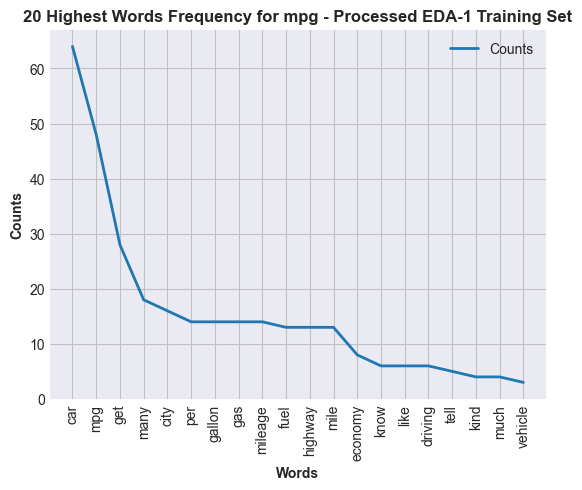 20 Highest Words Frequency for mpg - Processed EDA-1 Training Set
Counts
60
50
40
30
20
10
0
Counts
car
mpg
get
many
city
per
gallon
gas
mileage
fuel
highway
mile
economy
know
like
driving
tell
kind
much
vehicle
Words